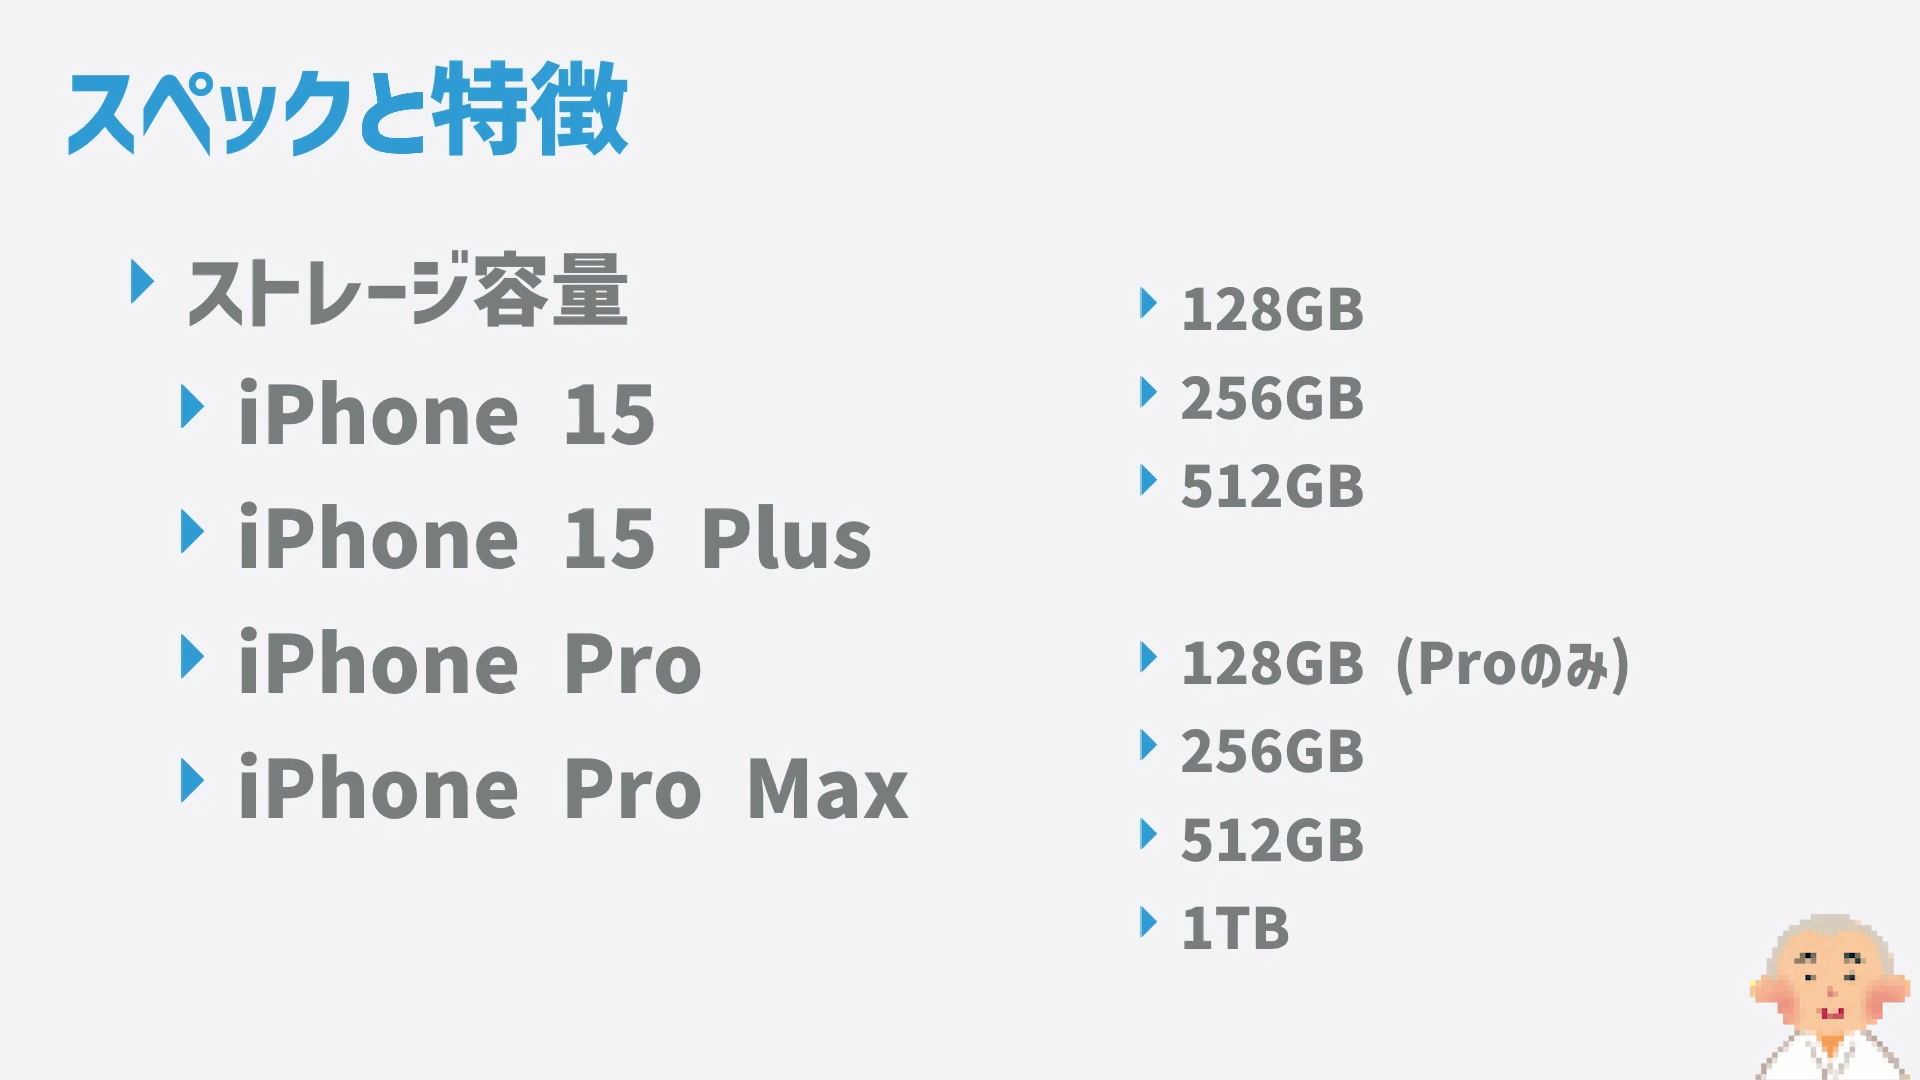 スペックと特徴
ストレージ容量
iPhone 15
iPhone 15 Plus
iPhone Pro
iPhone Pro Max
128GB
256GB
512GB
128GB (Proのみ)
256GB
512GB
1TB